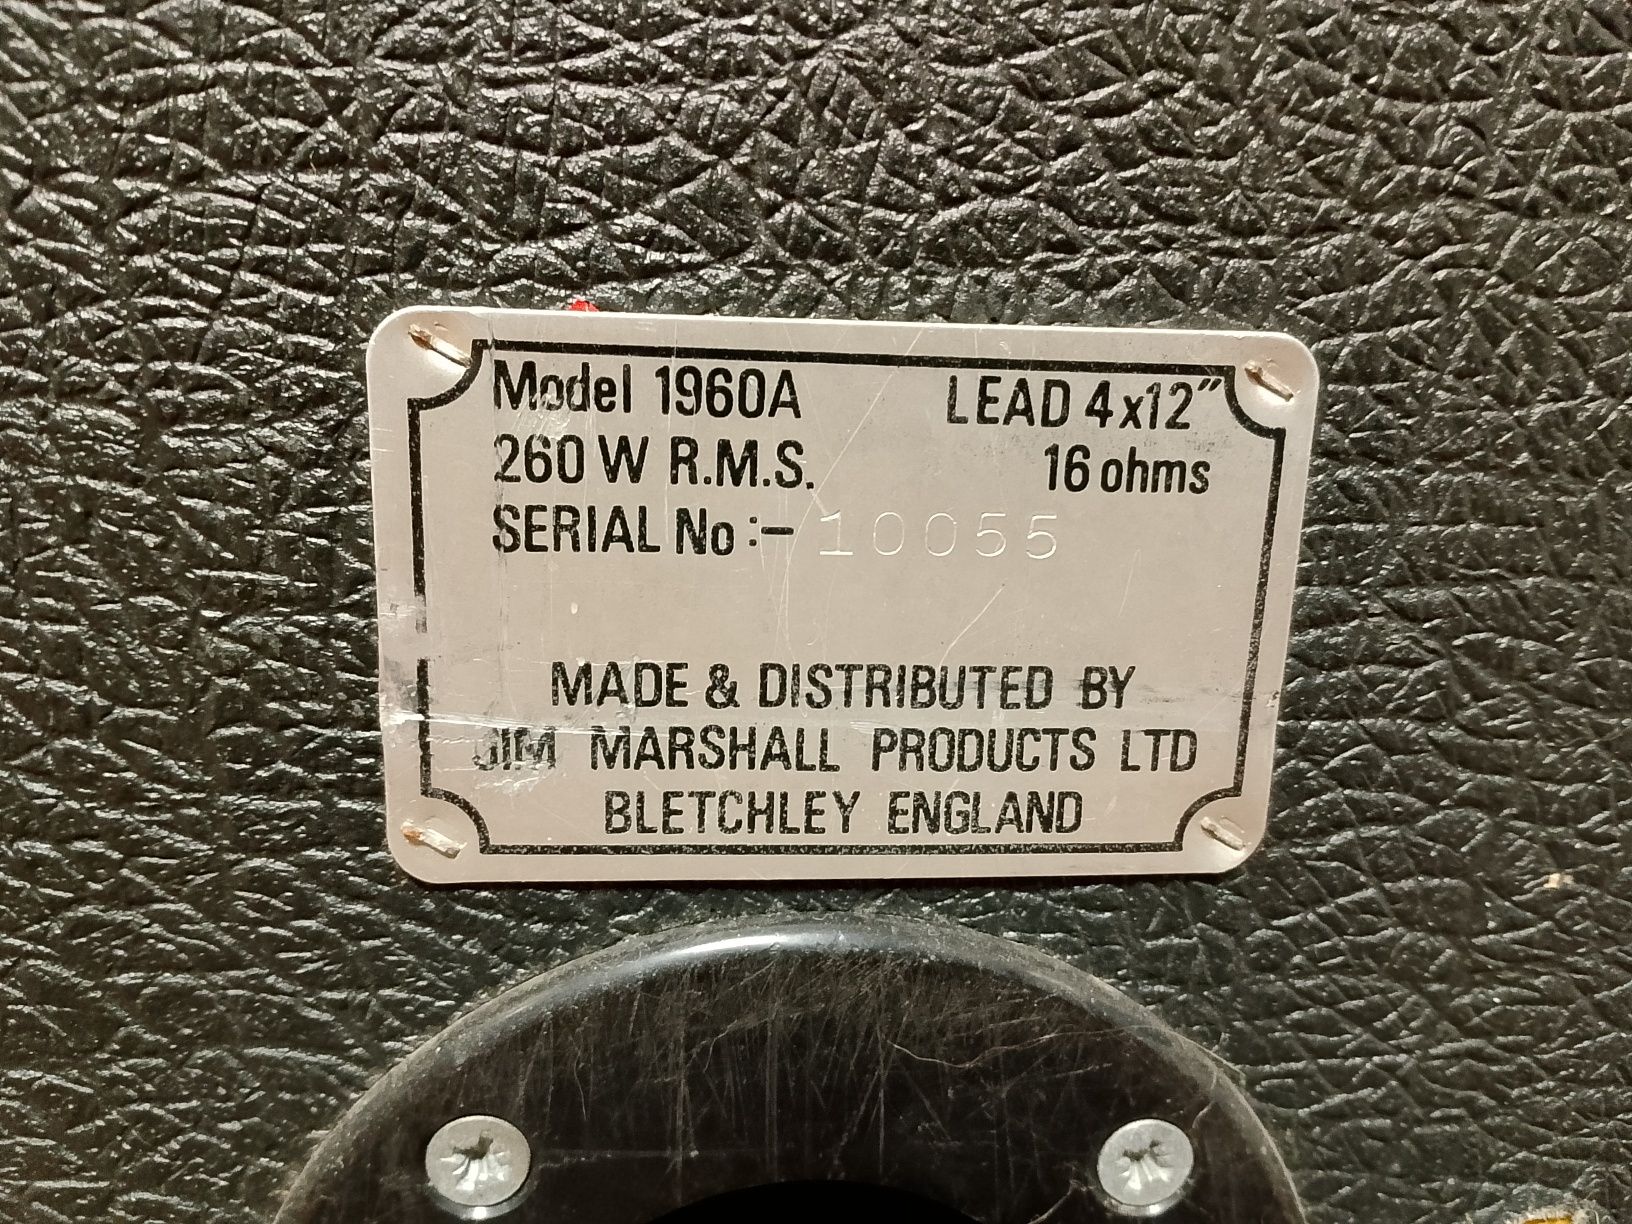 Model 1960A LEAD 4x12"
260 W R.M.S. 16 ohms
SERIAL No :- 10055
MADE & DISTRIBUTED BY
JIM MARSHALL PRODUCTS LTD
BLETCHLEY ENGLAND